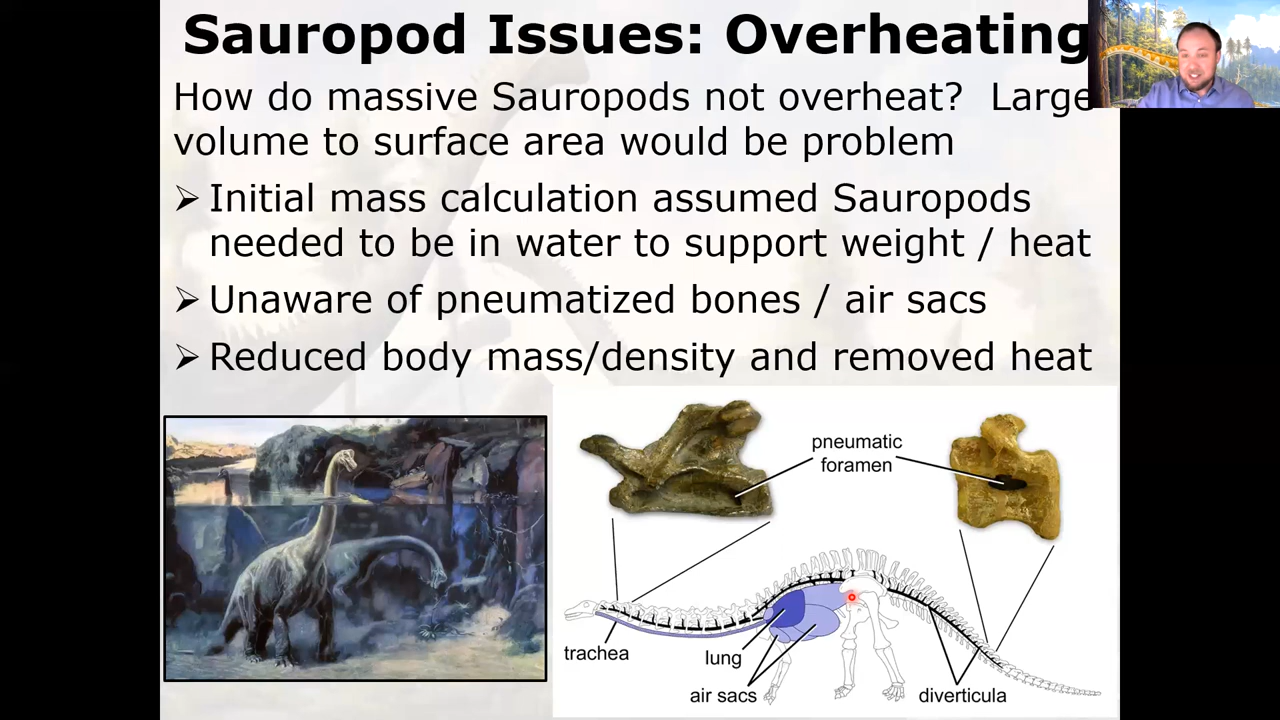 Sauropod Issues: Overheating
How do massive Sauropods not overheat? Large
volume to surface area would be problem
➢ Initial mass calculation assumed Sauropods
needed to be in water to support weight / heat
➢ Unaware of pneumatized bones / air sacs
➢ Reduced body mass/density and removed heat
pneumatic
foramen
trachea
lung
air sacs
diverticula